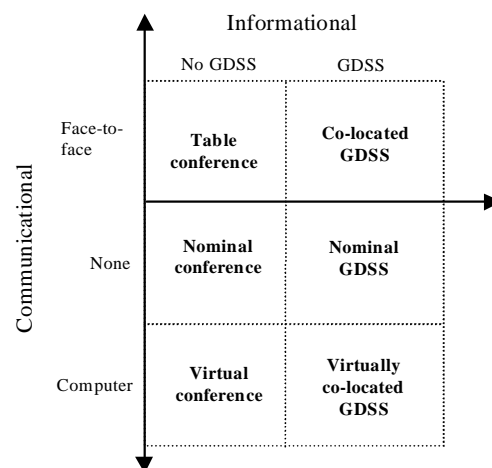 Informational
No GDSS GDSS
Face-to-
face
Table
conference
Co-located
GDSS
Communicational
None
Nominal
conference
Nominal
GDSS
Computer
Virtual
conference
Virtually
co-located
GDSS